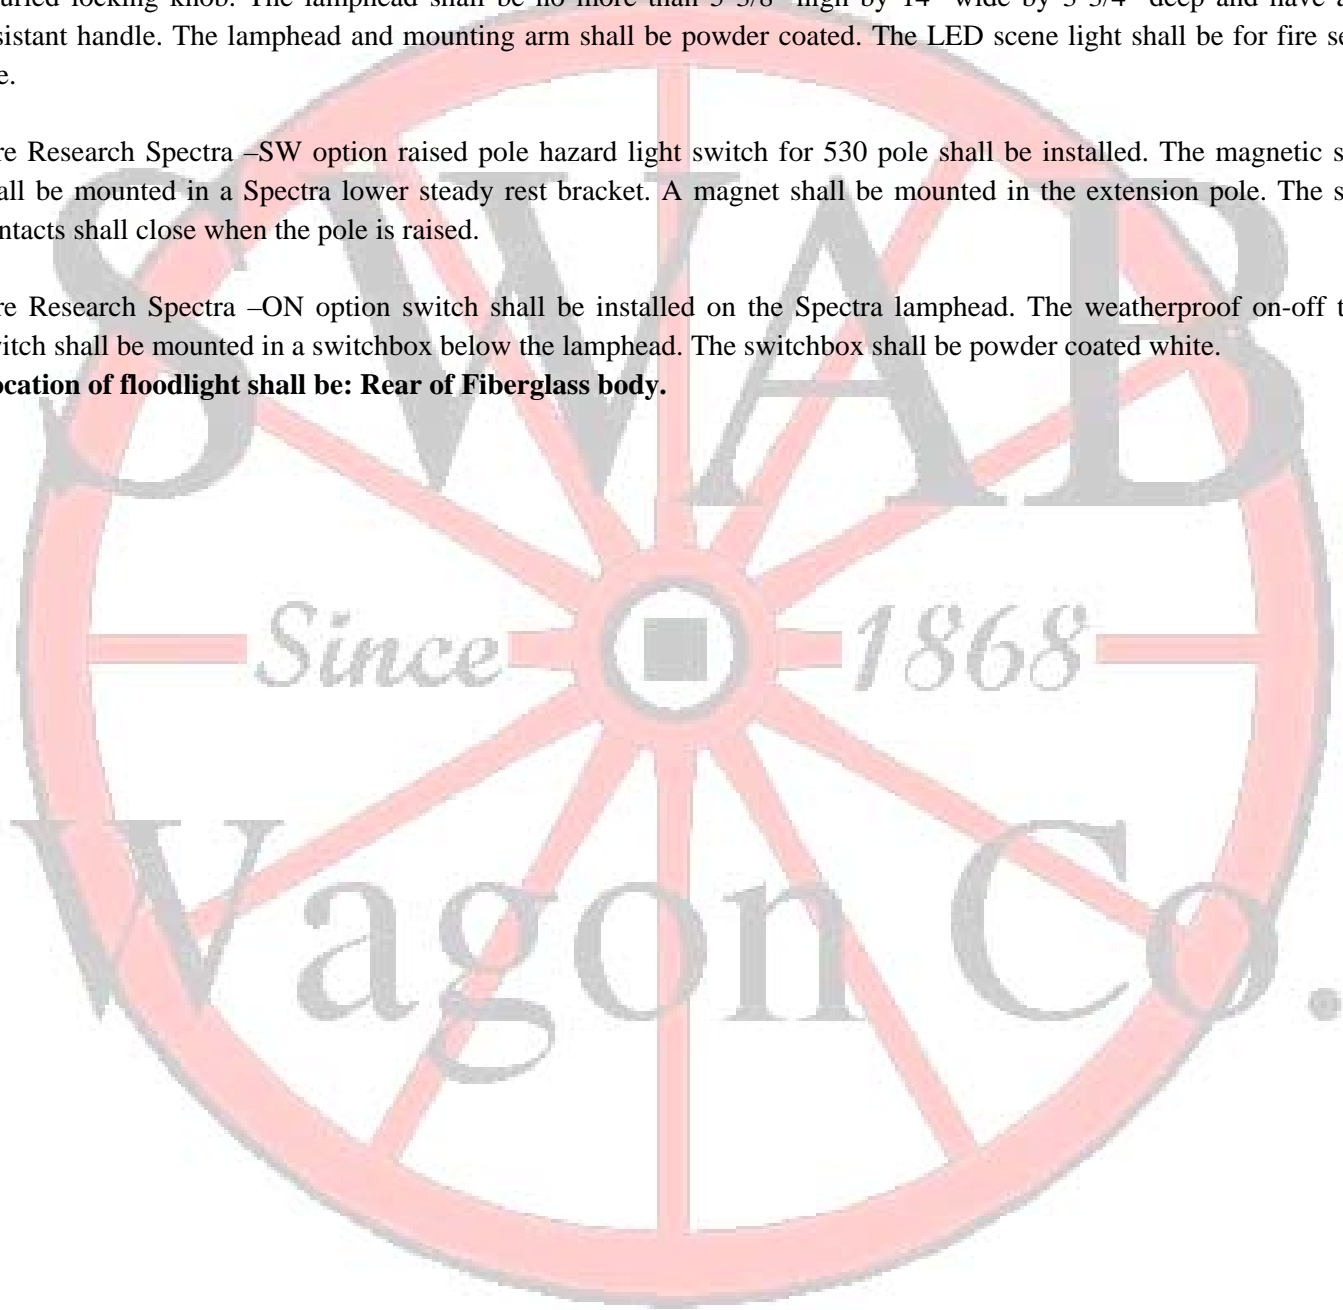 locking knob. The lamphead shall be no more than 5-3/8" high by 14" wide by 3-3/4" deep and have a
sistant handle. The lamphead and mounting arm shall be powder coated. The LED scene light shall be for fire se
e.
re Research Spectra –SW option raised pole hazard light switch for 530 pole shall be installed. The magnetic s
all be mounted in a Spectra lower steady rest bracket. A magnet shall be mounted in the extension pole. The s
ntacts shall close when the pole is raised.
re Research Spectra –ON option switch shall be installed on the Spectra lamphead. The weatherproof on-off t
vitch shall be mounted in a switchbox below the lamphead. The switchbox shall be powder coated white.
ocation of floodlight shall be: Rear of Fiberglass body.
SWAB
Since 1868
Wagon Co.